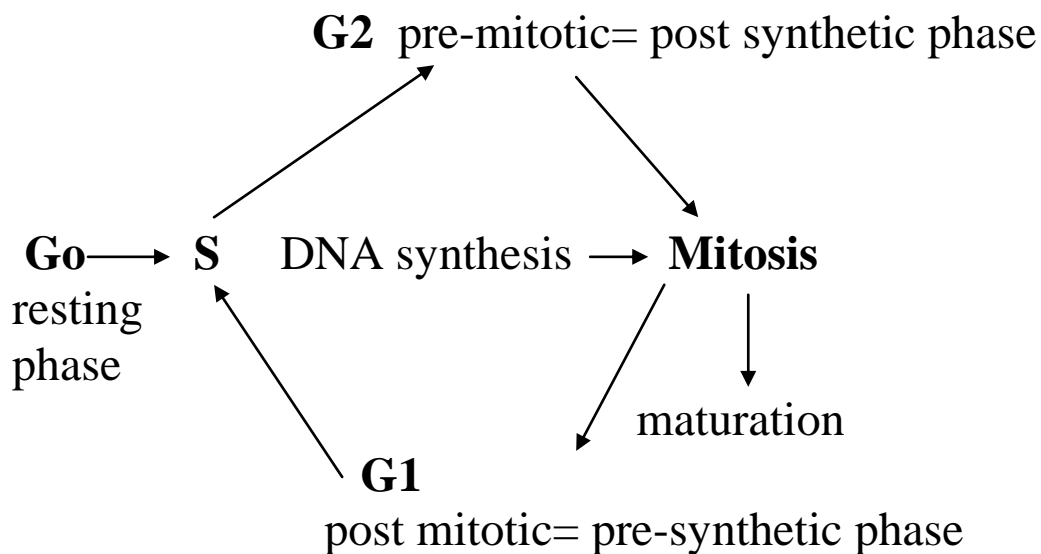 G2 pre-mitotic= post synthetic phase
Go S DNA synthesis Mitosis
resting
phase
maturation
G1
post mitotic= pre-synthetic phase